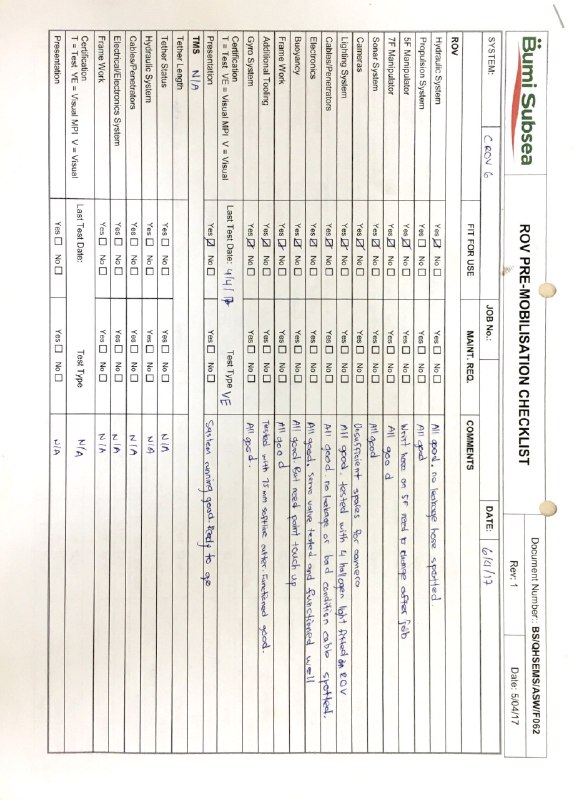 Bumi Subsea
ROV PRE-MOBILISATION CHECKLIST
Document Number:: BS/QHSEMS/ASW/F062
Rev: 1 Date: 5/04/17
SYSTEM: CROV 6 JOB No.: DATE: 6/4/17
ROV FIT FOR USE MAINT. REQ. COMMENTS
Hydraulic System Yes ☑ No ☐ Yes ☐ No ☐ All good, no leakage hose spotted
Propulsion System Yes ☑ No ☐ Yes ☐ No ☐ All good
5F Manipulator Yes ☑ No ☐ Yes ☐ No ☐ Wrist hose on 5F need to change after job
7F Manipulator Yes ☑ No ☐ Yes ☐ No ☐ All good
Sonar System Yes ☑ No ☐ Yes ☐ No ☐ All good
Cameras Yes ☑ No ☐ Yes ☐ No ☐ Unsufficient spares for camera
Lighting System Yes ☑ No ☐ Yes ☐ No ☐ All good. tested with 4 halogen light fitted on ROV
Cables/Penetrators Yes ☑ No ☐ Yes ☐ No ☐ All good no leakage or bad condition cable spotted.
Electronics Yes ☑ No ☐ Yes ☐ No ☐ All good, servo valve tested and functioned well
Buoyancy Yes ☑ No ☐ Yes ☐ No ☐ All good. But need paint touch up
Frame Work Yes ☑ No ☐ Yes ☐ No ☐ All good
Additional Tooling Yes ☑ No ☐ Yes ☐ No ☐ Tested with 75 mm softline cutter. Functioned good.
Gyro System Yes ☑ No ☐ Yes ☐ No ☐ All good.
Certification Last Test Date: 4/4/17 Test Type VE
T = Test VE = Visual MPI V = Visual
Presentation Yes ☑ No ☐ Yes ☐ No ☐ System running good. Ready to go
TMS N/A
Tether Length
Tether Status Yes ☐ No ☐ Yes ☐ No ☐ N/A
Hydraulic System Yes ☐ No ☐ Yes ☐ No ☐ N/A
Cables/Penetrators Yes ☐ No ☐ Yes ☐ No ☐ N/A
Electrical/Electronics System Yes ☐ No ☐ Yes ☐ No ☐ N/A
Frame Work Yes ☐ No ☐ Yes ☐ No ☐ N/A
Certification Last Test Date: Test Type N/A
T = Test VE = Visual MPI V = Visual
Presentation Yes ☐ No ☐ Yes ☐ No ☐ N/A